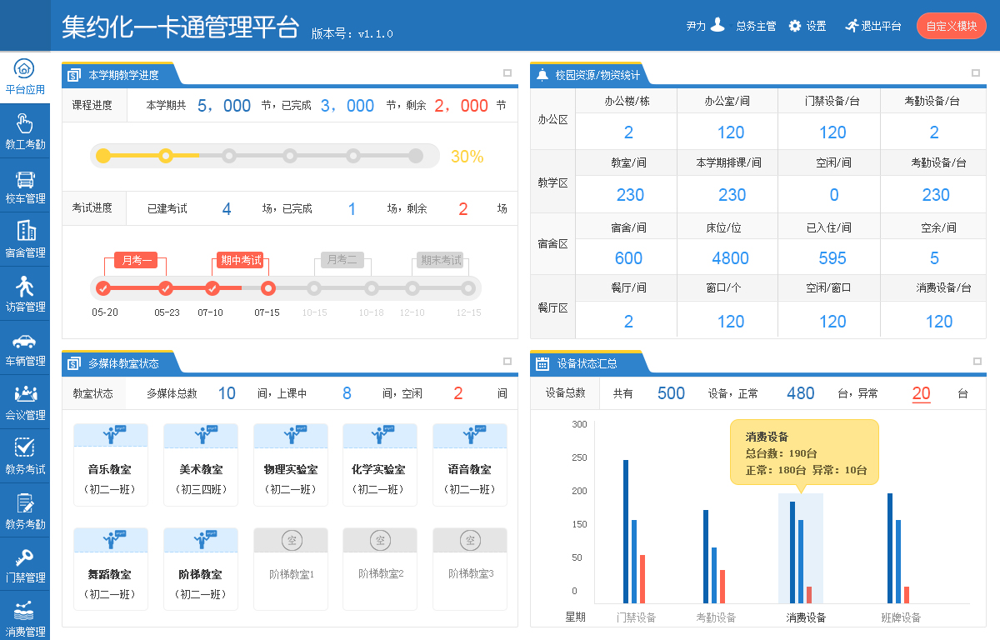 集约化一卡通管理平台 版本号：v1.1.0 尹力 总务主管 设置 退出平台 自定义模块
平台应用
教工考勤
校车管理
宿舍管理
访客管理
车辆管理
会议管理
教务考试
教务考勤
门禁管理
消费管理
本学期教学进度
课程进度 本学期共 5，000 节，已完成 3，000 节，剩余 2，000 节
30%
考试进度 已建考试 4 场，已完成 1 场，剩余 2 场
月考一 期中考试 月考二 期末考试
05-20 05-23 07-10 07-15 10-15 10-18 12-10 12-15
校园资源/物资统计
办公区
办公楼/栋 办公室/间 门禁设备/台 考勤设备/台
2 120 120 2
教学区
教室/间 本学期排课/间 空闲/间 考勤设备/台
230 230 0 230
宿舍区
宿舍/间 床位/位 已入住/间 空余/间
600 4800 595 5
餐厅区
餐厅/间 窗口/个 空闲/窗口 消费设备/台
2 120 120 120
多媒体教室状态
教室状态 多媒体总数 10 间，上课中 8 间，空闲 2 间
音乐教室 美术教室 物理实验室 化学实验室 语音教室
（初二一班） （初三四班） （初二一班） （初二一班） （初二一班）
空 空 空
舞蹈教室 阶梯教室 阶梯教室1 阶梯教室2 阶梯教室3
（初二一班） （初二一班）
设备状态汇总
设备总数 共有 500 设备，正常 480 台，异常 20 台
300
250
200
150
50
0
消费设备
总台数：190台
正常：180台 异常：10台
星期 门禁设备 考勤设备 消费设备 班牌设备